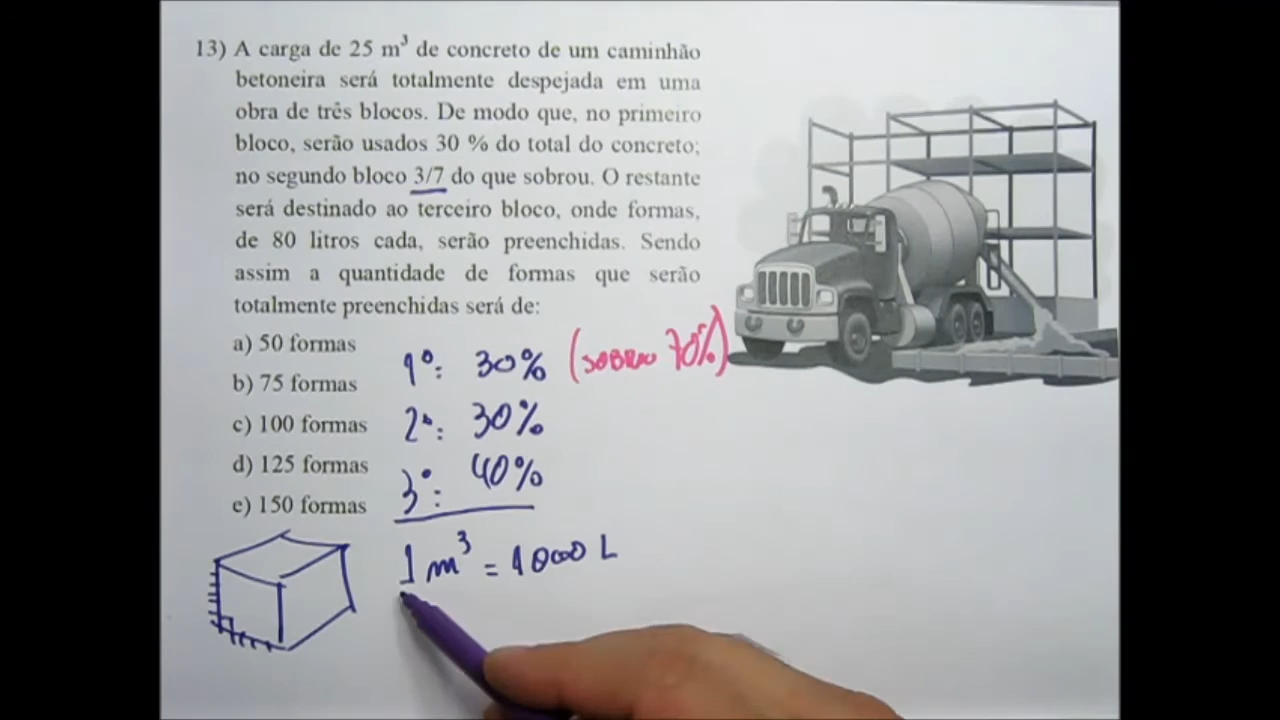 13) A carga de 25 m³ de concreto de um caminhão
betoneira será totalmente despejada em uma
obra de três blocos. De modo que, no primeiro
bloco, serão usados 30 % do total do concreto;
no segundo bloco 3/7 do que sobrou. O restante
será destinado ao terceiro bloco, onde formas,
de 80 litros cada, serão preenchidas. Sendo
assim a quantidade de formas que serão
totalmente preenchidas será de:
a) 50 formas
b) 75 formas
c) 100 formas
d) 125 formas
e) 150 formas
1º: 30% (SOBRAM 70%)
2º: 30%
3º: 40%
1 m³ = 1000 L